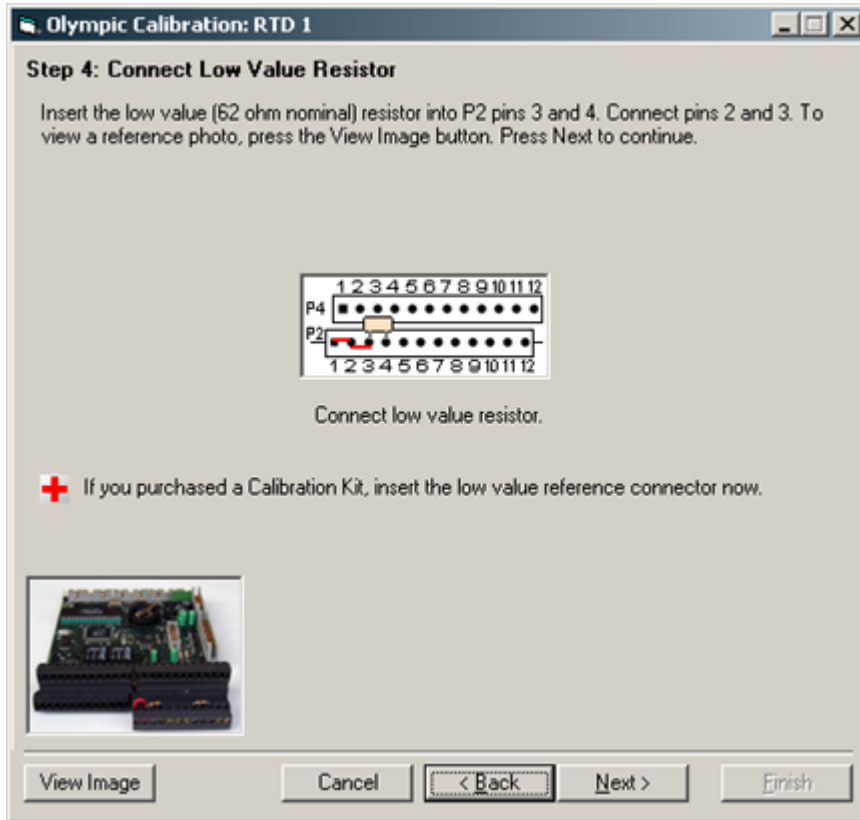 Olympic Calibration: RTD 1
Step 4: Connect Low Value Resistor
Insert the low value (62 ohm nominal) resistor into P2 pins 3 and 4. Connect pins 2 and 3. To
view a reference photo, press the View Image button. Press Next to continue.
1 2 3 4 5 6 7 8 9 10 11 12
P4
P2
1 2 3 4 5 6 7 8 9 10 11 12
Connect low value resistor.
If you purchased a Calibration Kit, insert the low value reference connector now.
View Image
Cancel
< Back
Next >
Finish